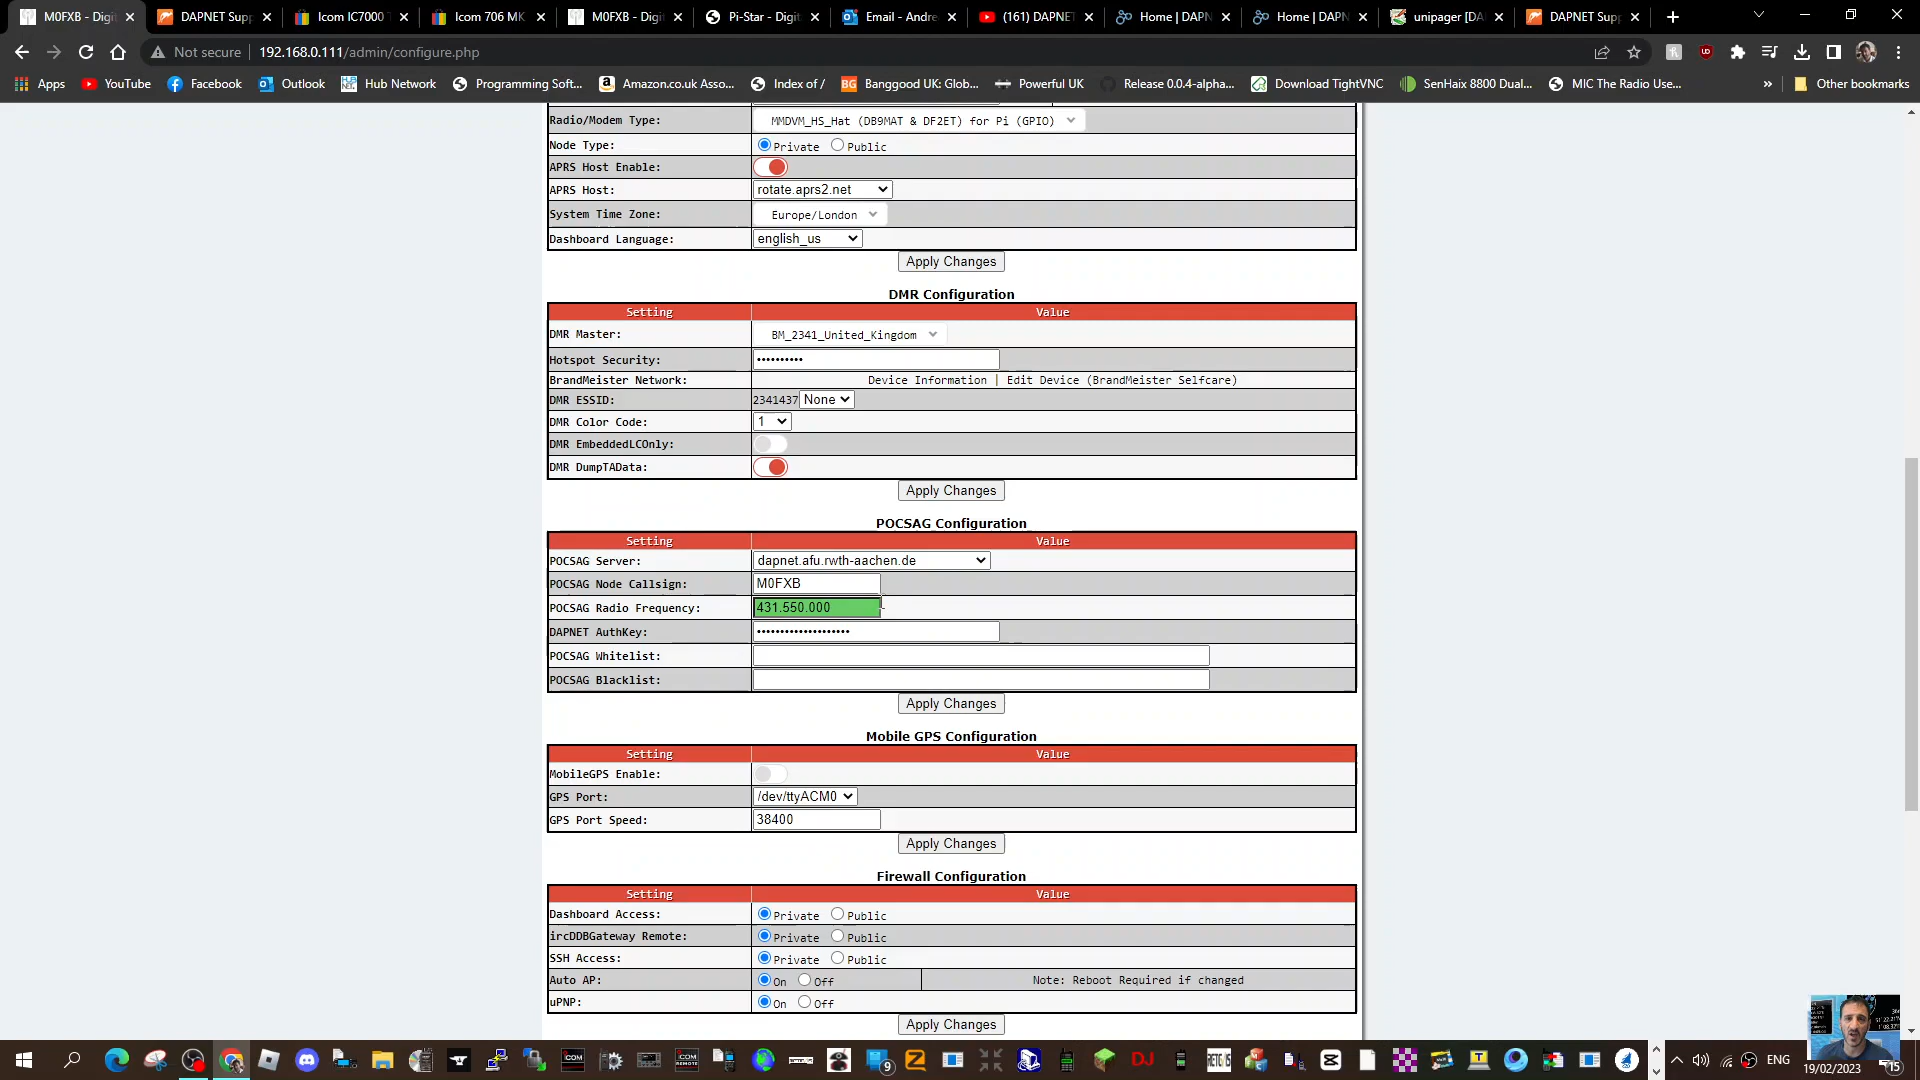 M0FXB - Digit
DAPNET Supp
Icom IC7000 T
Icom 706 MK
M0FXB - Digit
Pi-Star - Digit
Email - Andre
(161) DAPNET
Home | DAPN
Home | DAPN
unipager [DA
DAPNET Supp
Not secure 192.168.0.111/admin/configure.php
Apps YouTube Facebook Outlook Hub Network Programming Soft... Amazon.co.uk Asso... Index of / Banggood UK: Glob... Powerful UK Release 0.0.4-alpha... Download TightVNC SenHaix 8800 Dual... MIC The Radio Use... » Other bookmarks
Radio/Modem Type: MMDVM_HS_Hat (DB9MAT & DF2ET) for Pi (GPIO)
Node Type: Private Public
APRS Host Enable:
APRS Host: rotate.aprs2.net
System Time Zone: Europe/London
Dashboard Language: english_us
Apply Changes
DMR Configuration
Setting Value
DMR Master: BM_2341_United_Kingdom
Hotspot Security: ••••••••••
BrandMeister Network: Device Information | Edit Device (BrandMeister Selfcare)
DMR ESSID: 2341437 None
DMR Color Code: 1
DMR EmbeddedLCOnly:
DMR DumpTAData:
Apply Changes
POCSAG Configuration
Setting Value
POCSAG Server: dapnet.afu.rwth-aachen.de
POCSAG Node Callsign: M0FXB
POCSAG Radio Frequency: 431.550.000
DAPNET AuthKey: ••••••••••••••••••••
POCSAG Whitelist:
POCSAG Blacklist:
Apply Changes
Mobile GPS Configuration
Setting Value
MobileGPS Enable:
GPS Port: /dev/ttyACM0
GPS Port Speed: 38400
Apply Changes
Firewall Configuration
Setting Value
Dashboard Access: Private Public
ircDDBGateway Remote: Private Public
SSH Access: Private Public
Auto AP: On Off Note: Reboot Required if changed
uPNP: On Off
Apply Changes
ENG
19/02/2023